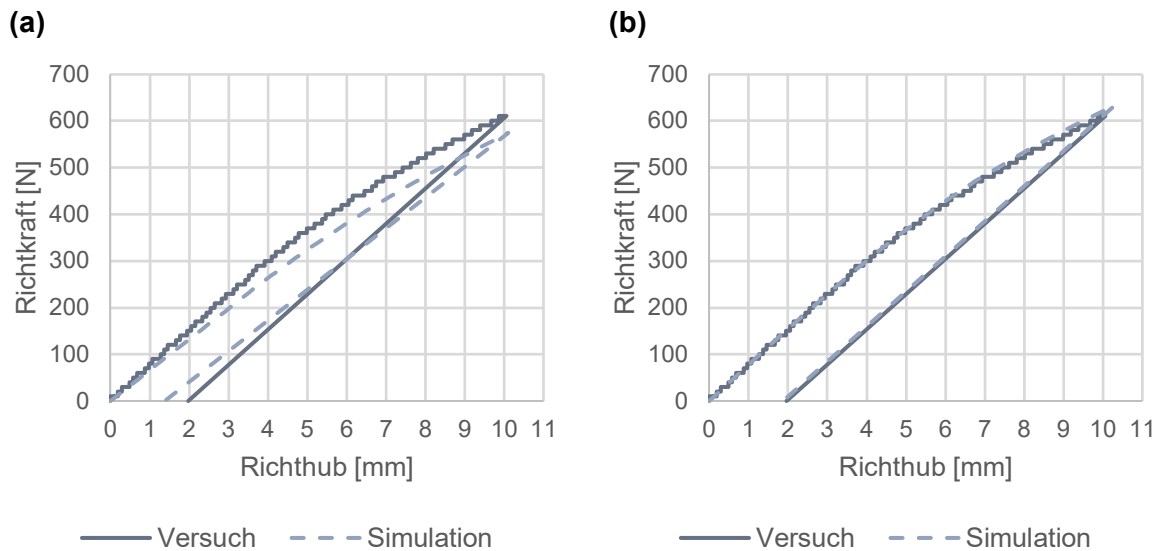 (a)
700
600
500
400
300
200
100
0
Richtkraft [N]
0 1 2 3 4 5 6 7 8 9 10 11
Richthub [mm]
Versuch Simulation
(b)
700
600
500
400
300
200
100
0
Richtkraft [N]
0 1 2 3 4 5 6 7 8 9 10 11
Richthub [mm]
Versuch Simulation